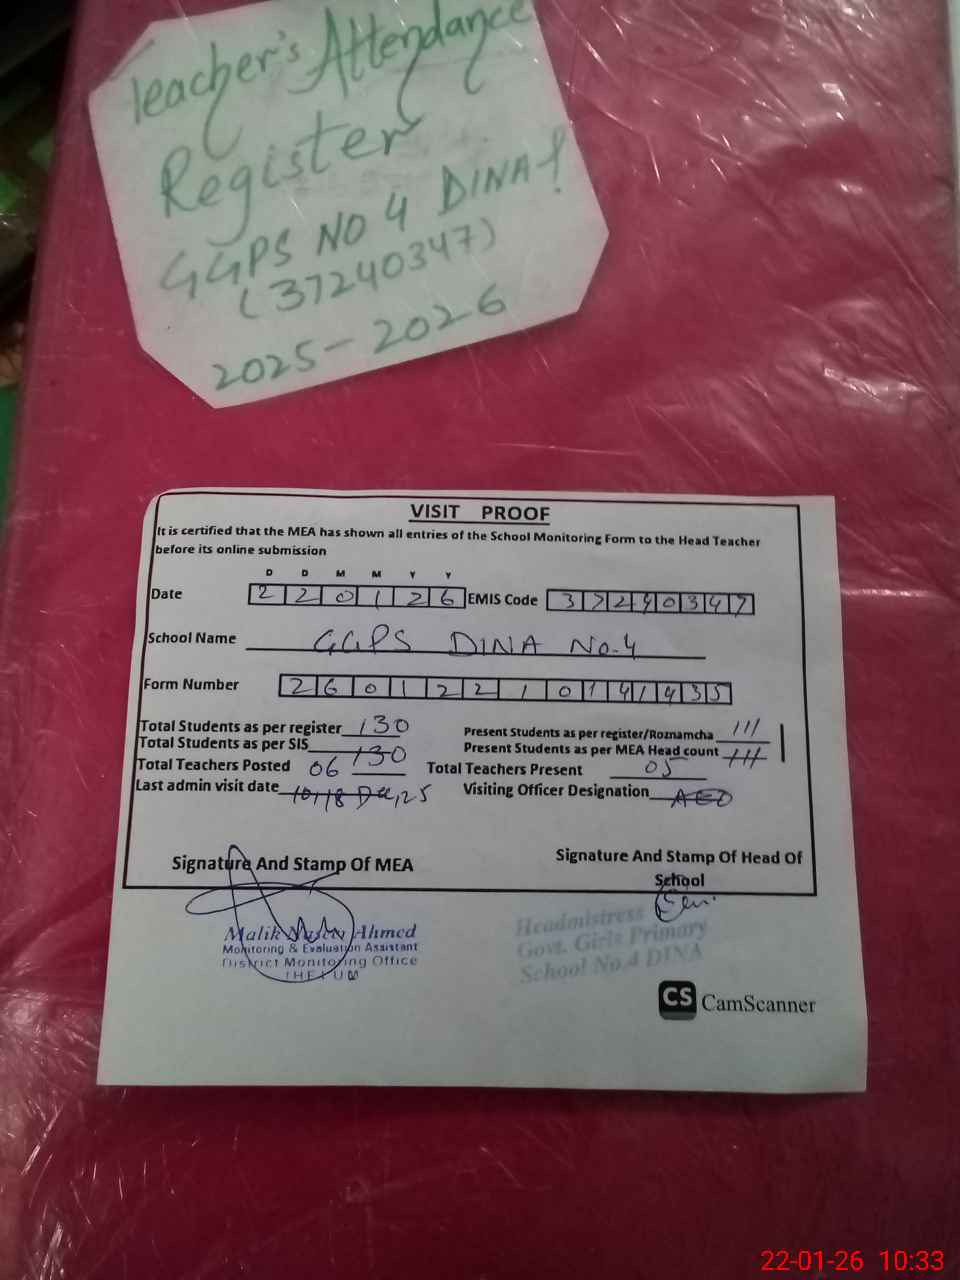 Teacher's Attendance
Register
GGPS NO 4 DINA!
(37240347)
2025-2026
VISIT PROOF
It is certified that the MEA has shown all entries of the School Monitoring Form to the Head Teacher
before its online submission
D D M M Y Y
Date 2 2 0 1 2 6 EMIS Code 3 7 2 4 0 3 4 7
School Name GGPS DINA No.4
Form Number 2 6 0 1 2 2 1 0 1 4 1 4 3 5
Total Students as per register 130 Present Students as per register/Roznamcha 111
Total Students as per SIS 130 Present Students as per MEA Head count 111
Total Teachers Posted 06 Total Teachers Present 05
Last admin visit date Dec, 25 Visiting Officer Designation AEO
Signature And Stamp Of MEA
Signature And Stamp Of Head Of
School
Malik Ahmed
Monitoring & Evaluation Assistant
District Monitoring Office
JHELUM
Headmistress
Govt. Girls Primary
School No.4 DINA
CS CamScanner
22-01-26 10:33